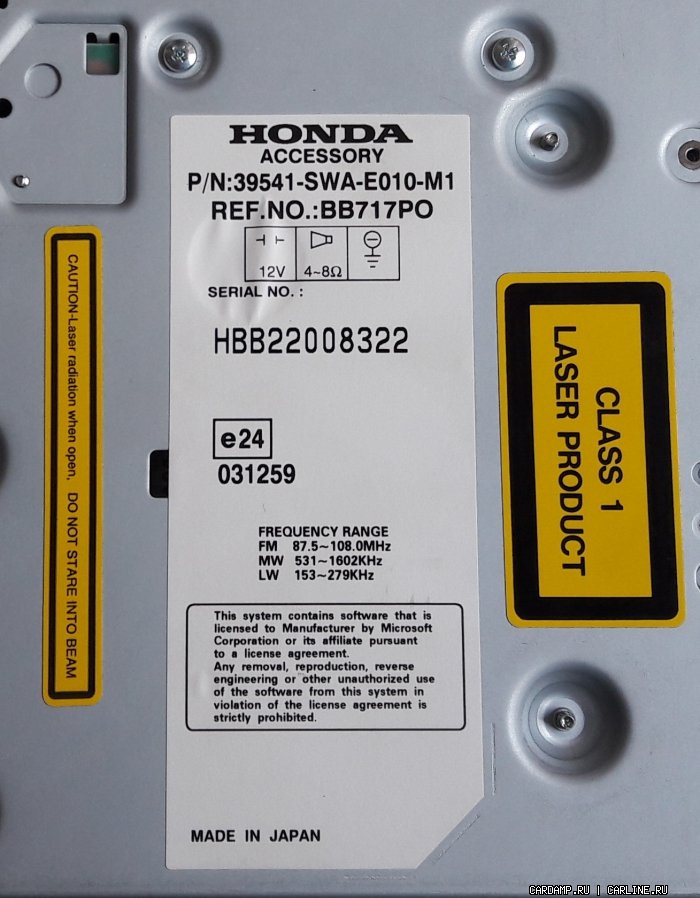 HONDA
ACCESSORY
P/N:39541-SWA-E010-M1
REF.NO.:BB717PO
12V 4~8Ω
SERIAL NO. :
HBB22008322
e24
031259
FREQUENCY RANGE
FM 87.5~108.0MHz
MW 531~1602KHz
LW 153~279KHz
This system contains software that is
licensed to Manufacturer by Microsoft
Corporation or its affiliate pursuant
to a license agreement.
Any removal, reproduction, reverse
engineering or other unauthorized use
of the software from this system in
violation of the license agreement is
strictly prohibited.
MADE IN JAPAN
CAUTION-Laser radiation when open, DO NOT STARE INTO BEAM
CLASS 1
LASER PRODUCT
CARDAMP.RU | CARLINE.RU